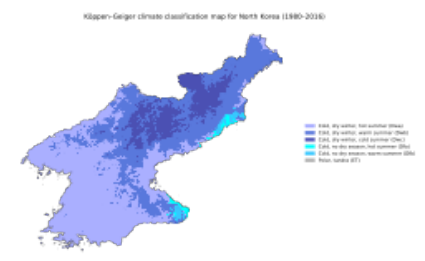 Köppen-Geiger climate classification map for North Korea (1980-2016)
Cold, dry winter, hot summer (Dwa)
Cold, dry winter, warm summer (Dwb)
Cold, dry winter, cold summer (Dwc)
Cold, no dry season, hot summer (Dfa)
Cold, no dry season, warm summer (Dfb)
Polar, tundra (ET)